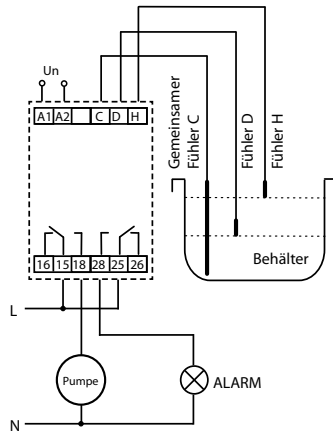 Un
A1 A2 C D H
Gemeinsamer
Fühler C
Fühler D
Fühler H
Behälter
16 15 18 28 25 26
L
Pumpe
ALARM
N